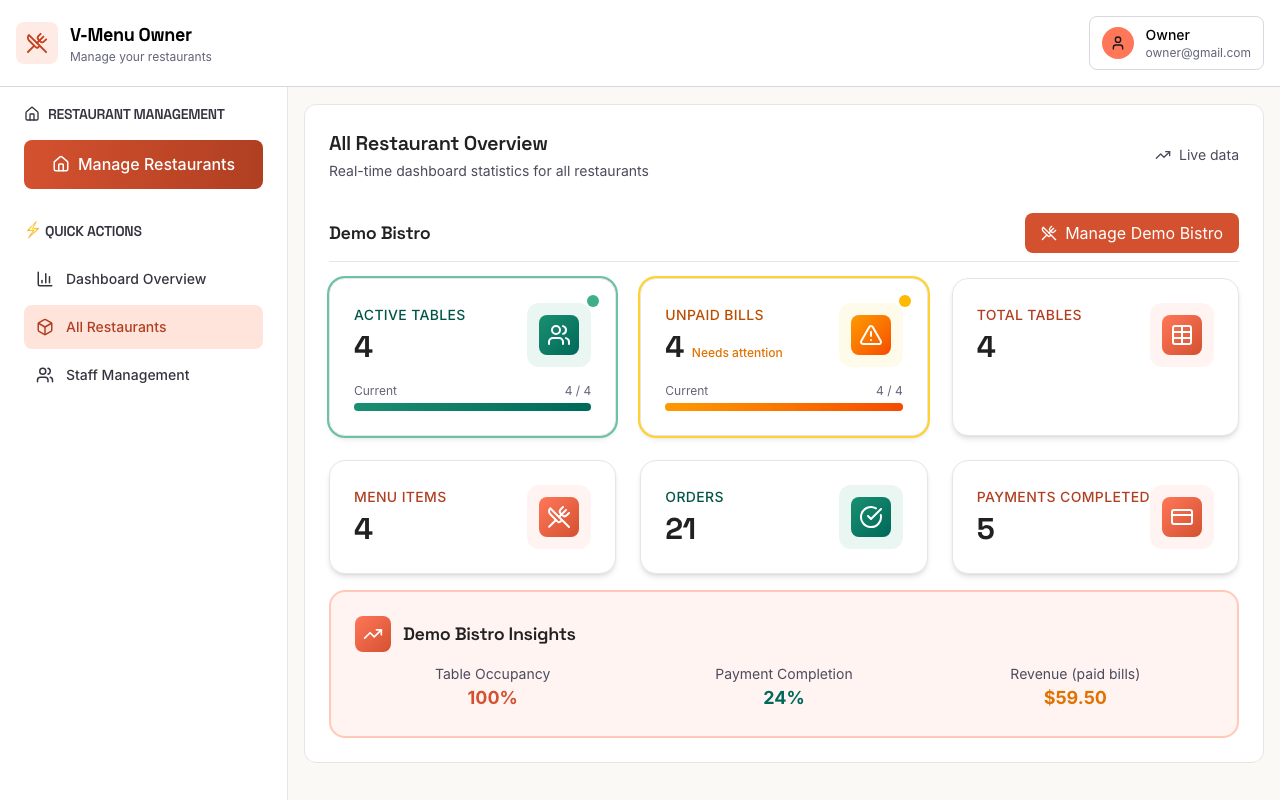 V-Menu Owner
Manage your restaurants
Owner
owner@gmail.com
RESTAURANT MANAGEMENT
Manage Restaurants
⚡ QUICK ACTIONS
Dashboard Overview
All Restaurants
Staff Management
All Restaurant Overview
Real-time dashboard statistics for all restaurants
Live data
Demo Bistro
Manage Demo Bistro
ACTIVE TABLES
4
Current 4 / 4
UNPAID BILLS
4 Needs attention
Current 4 / 4
TOTAL TABLES
4
MENU ITEMS
4
ORDERS
21
PAYMENTS COMPLETED
5
Demo Bistro Insights
Table Occupancy
100%
Payment Completion
24%
Revenue (paid bills)
$59.50